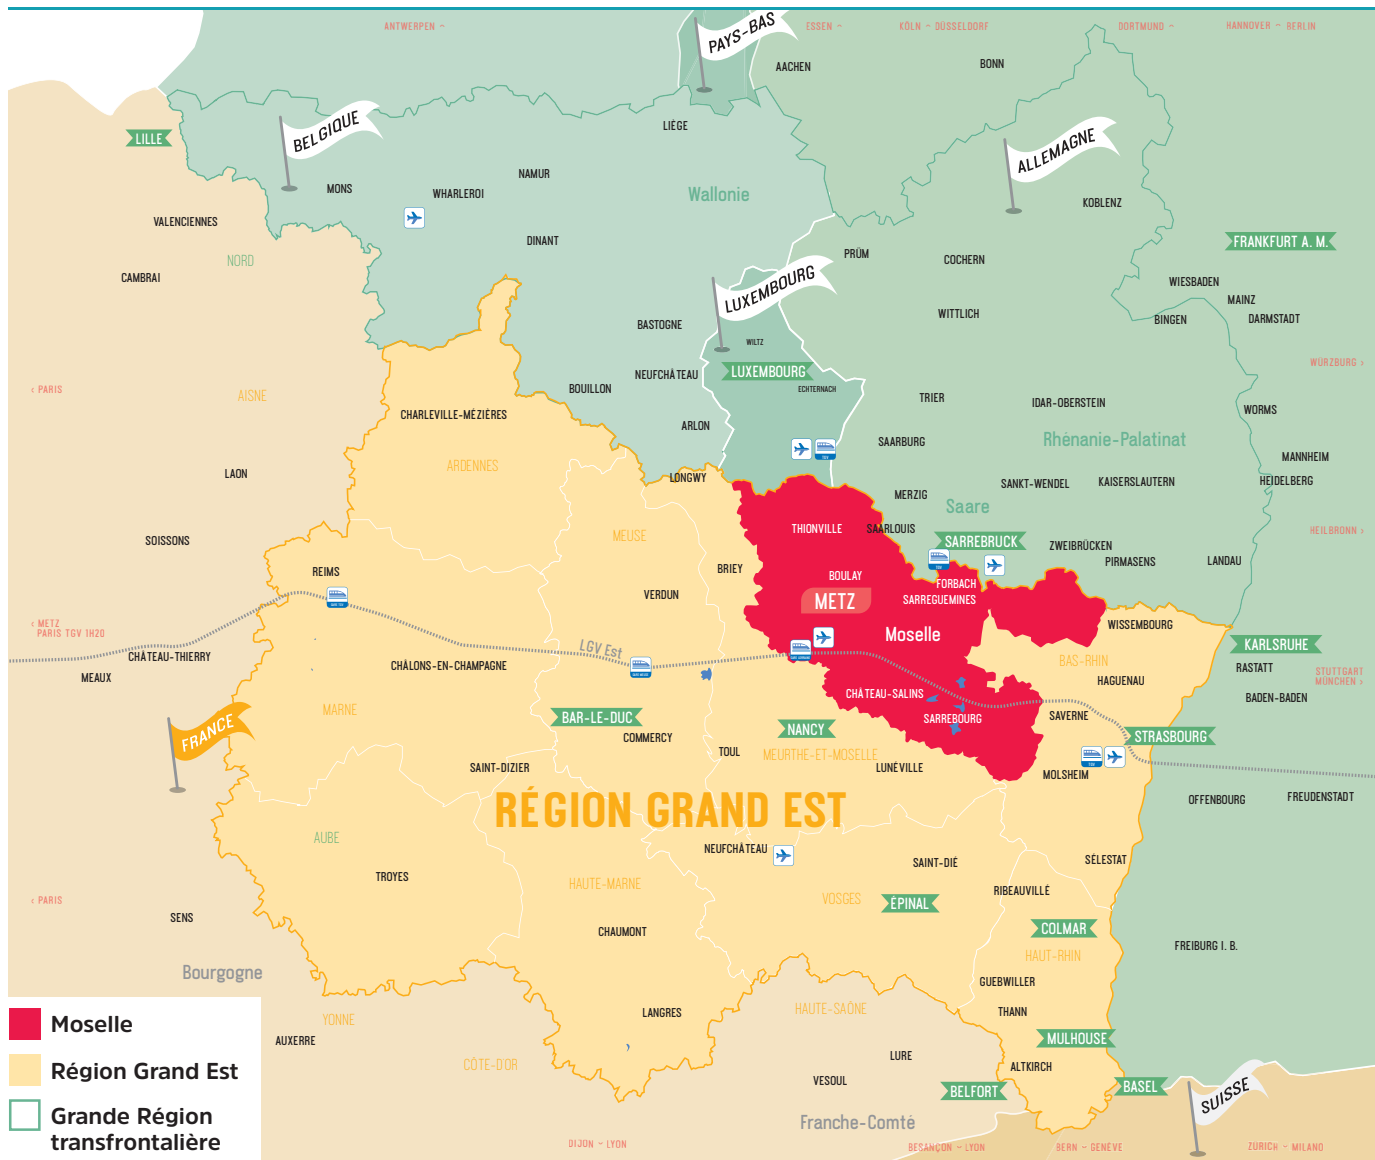 ANTWERPEN ~
ESSEN ~
KÖLN ~ DÜSSELDORF
DORTMUND ~
HANNOVER ~ BERLIN
PAYS-BAS
AACHEN
BONN
BELGIQUE
LILLE
LIÈGE
ALLEMAGNE
NAMUR
MONS
WHARLEROI
Wallonie
KOBLENZ
VALENCIENNES
DINANT
FRANKFURT A. M.
NORD
PRÜM
COCHERN
CAMBRAI
LUXEMBOURG
WIESBADEN
MAINZ
WITTLICH
BINGEN
DARMSTADT
BASTOGNE
WILTZ
WÜRZBURG ›
LUXEMBOURG
NEUFCHÂTEAU
‹ PARIS
AISNE
BOUILLON
ECHTERNACH
TRIER
IDAR-OBERSTEIN
WORMS
CHARLEVILLE-MÉZIÈRES
ARLON
SAARBURG
Rhénanie-Palatinat
MANNHEIM
ARDENNES
LAON
LONGWY
SANKT-WENDEL
KAISERSLAUTERN
HEIDELBERG
MERZIG
Saare
THIONVILLE
SAARLOUIS
HEILBRONN ›
MEUSE
SOISSONS
SARREBRUCK
ZWEIBRÜCKEN
PIRMASENS
LANDAU
REIMS
BRIEY
BOULAY
FORBACH
VERDUN
METZ
SARREGUEMINES
‹ METZ
PARIS TGV 1H20
Moselle
WISSEMBOURG
KARLSRUHE
LGV Est
CHÂTEAU-THIERRY
CHÂLONS-EN-CHAMPAGNE
BAS-RHIN
RASTATT
STUTTGART
MÜNCHEN ›
MEAUX
HAGUENAU
CHÂTEAU-SALINS
BADEN-BADEN
MARNE
BAR-LE-DUC
SARREBOURG
SAVERNE
FRANCE
NANCY
STRASBOURG
COMMERCY
TOUL
MEURTHE-ET-MOSELLE
SAINT-DIZIER
LUNÉVILLE
MOLSHEIM
OFFENBOURG
FREUDENSTADT
RÉGION GRAND EST
AUBE
NEUFCHÂTEAU
SAINT-DIÉ
SÉLESTAT
TROYES
HAUTE-MARNE
RIBEAUVILLÉ
‹ PARIS
VOSGES
ÉPINAL
SENS
CHAUMONT
COLMAR
FREIBURG I. B.
HAUT-RHIN
Bourgogne
GUEBWILLER
LANGRES
HAUTE-SAÔNE
THANN
YONNE
AUXERRE
MULHOUSE
LURE
CÔTE-D'OR
ALTKIRCH
VESOUL
BELFORT
BASEL
SUISSE
Franche-Comté
DIJON ~ LYON
BESANÇON ~ LYON
BERN ~ GENÈVE
ZÜRICH ~ MILANO
Moselle
Région Grand Est
Grande Région
transfrontalière